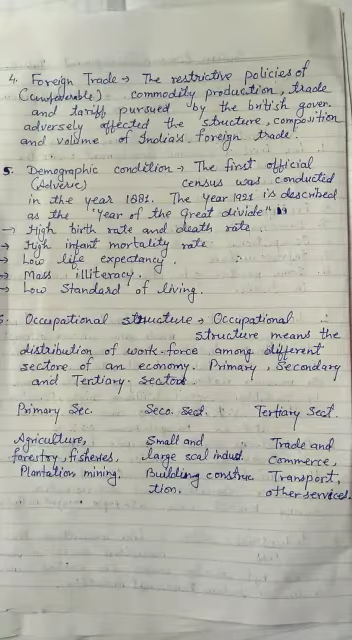 4. Foreign Trade → The restrictive policies of
(Cunfavorable) commodity production, trade
and tariff pursued by the british govern.
adversely affected the structure, composition
and volume of India's foreign trade.
5. Demographic condition → The first official
(Adverse) census was conducted
in the year 1881. The Year 1921 is described
as the "Year of the Great divide"
→ High birth rate and death rate.
→ High infant mortality rate
→ Low life expectancy.
→ Mass illiteracy.
→ Low Standard of living.
6. Occupational structure → Occupational
structure means the
distribution of work-force among different
sectore of an economy. Primary, Secondary
and Tertiary sector.
Primary Sec. Seco. Sect. Tertiary Sect.
Agriculture, Small and Trade and
forestry, fisheries, large scal indust. Commerce,
Plantation mining. Building construc Transport,
tion. other services.